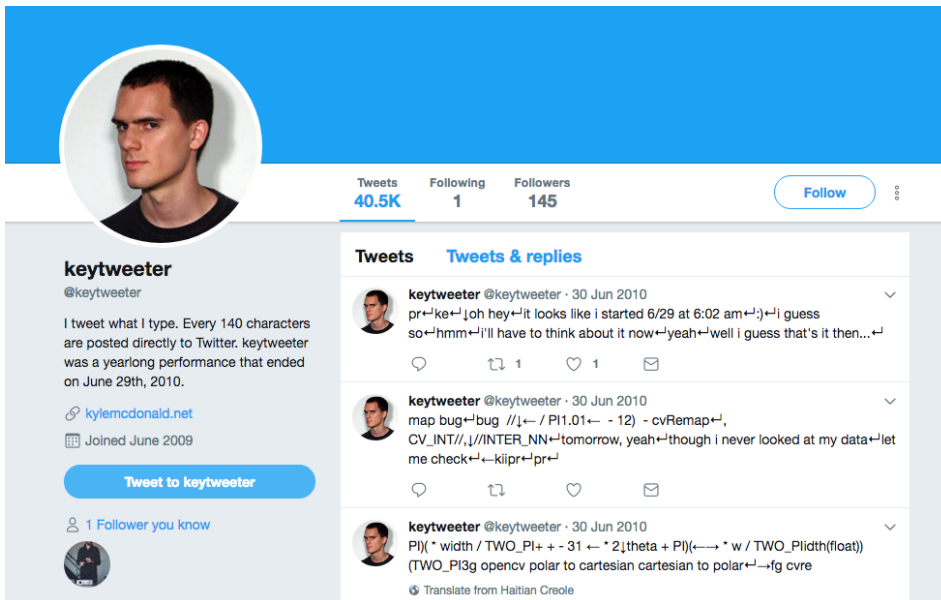 Tweets
40.5K
Following
1
Followers
145
Follow
keytweeter
@keytweeter
I tweet what I type. Every 140 characters
are posted directly to Twitter. keytweeter
was a yearlong performance that ended
on June 29th, 2010.
kylemcdonald.net
Joined June 2009
Tweet to keytweeter
1 Follower you know
Tweets
Tweets & replies
keytweeter @keytweeter · 30 Jun 2010
pr↵ke↵↓oh hey↵it looks like i started 6/29 at 6:02 am↵:)↵i guess
so↵hmm↵i'll have to think about it now↵yeah↵well i guess that's it then...↵
1
1
keytweeter @keytweeter · 30 Jun 2010
map bug↵bug  //↓← / PI1.01←  - 12)  - cvRemap↵,
CV_INT//,↓//INTER_NN↵tomorrow, yeah↵though i never looked at my data↵let
me check↵←kiipr↵pr↵
keytweeter @keytweeter · 30 Jun 2010
PI)( * width / TWO_PI+ + - 31 ← * 2↓theta + PI)(←→ * w / TWO_PIidth(float))
(TWO_PI3g opencv polar to cartesian cartesian to polar↵→fg cvre
Translate from Haitian Creole